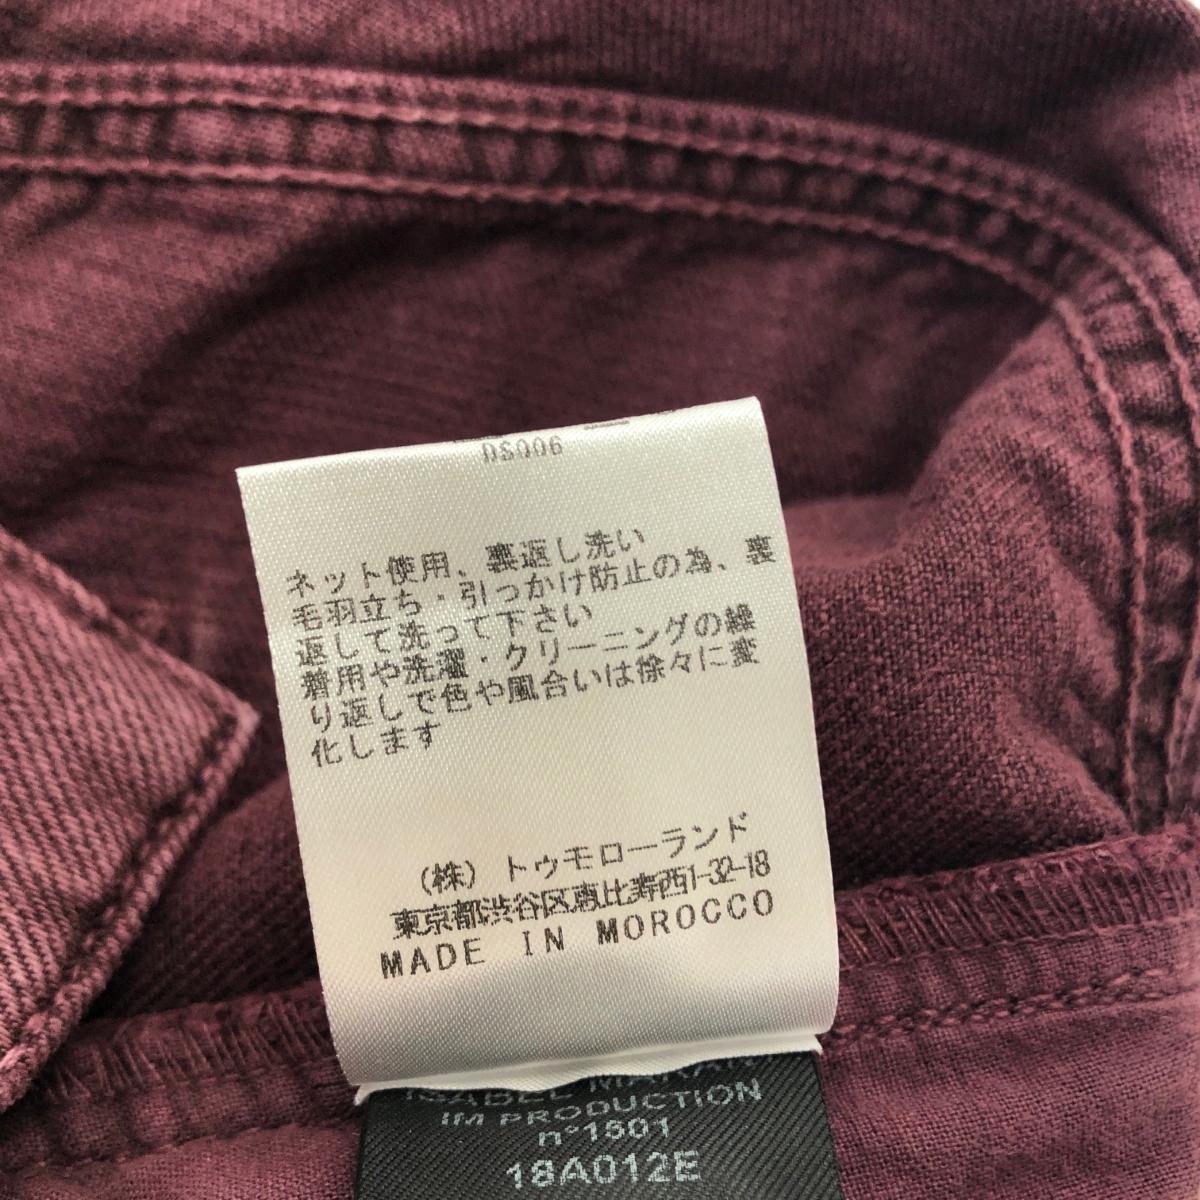 DS006
ネット使用、裏返し洗い
毛羽立ち・引っかけ防止の為、裏
返して洗って下さい
着用や洗濯・クリーニングの繰
り返しで色や風合いは徐々に変
化します
(株)トゥモローランド
東京都渋谷区恵比寿西1-32-18
MADE IN MOROCCO
ISABEL MARANT
IM PRODUCTION
n°1501
18A012E